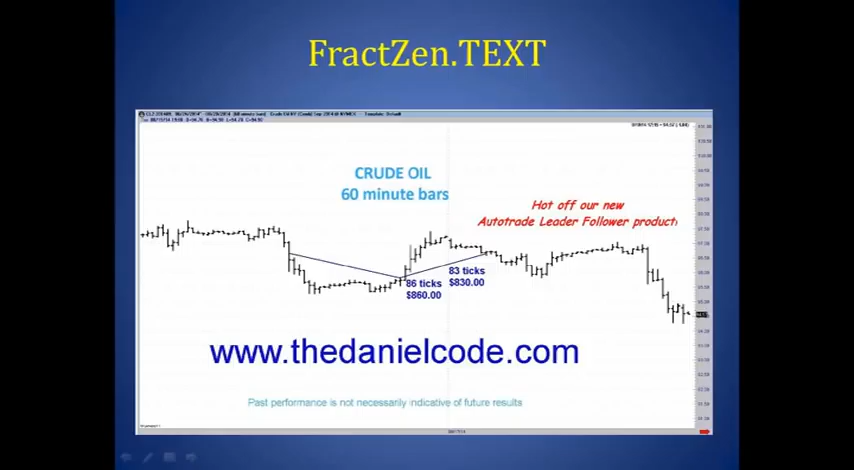 FractZen.TEXT
CRUDE OIL
60 minute bars
Hot off our new
Autotrade Leader Follower product
86 ticks
$860.00
83 ticks
$830.00
www.thedanielcode.com
Past performance is not necessarily indicative of future results